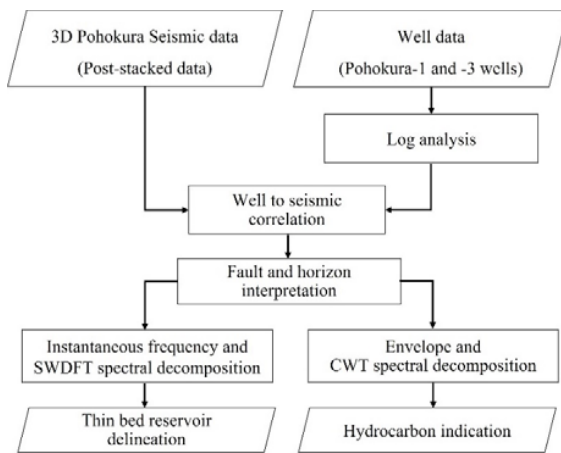 3D Pohokura Seismic data
(Post-stacked data)
Well data
(Pohokura-1 and -3 wells)
Log analysis
Well to seismic
correlation
Fault and horizon
interpretation
Instantaneous frequency and
SWDFT spectral decomposition
Envelope and
CWT spectral decomposition
Thin bed reservoir
delineation
Hydrocarbon indication